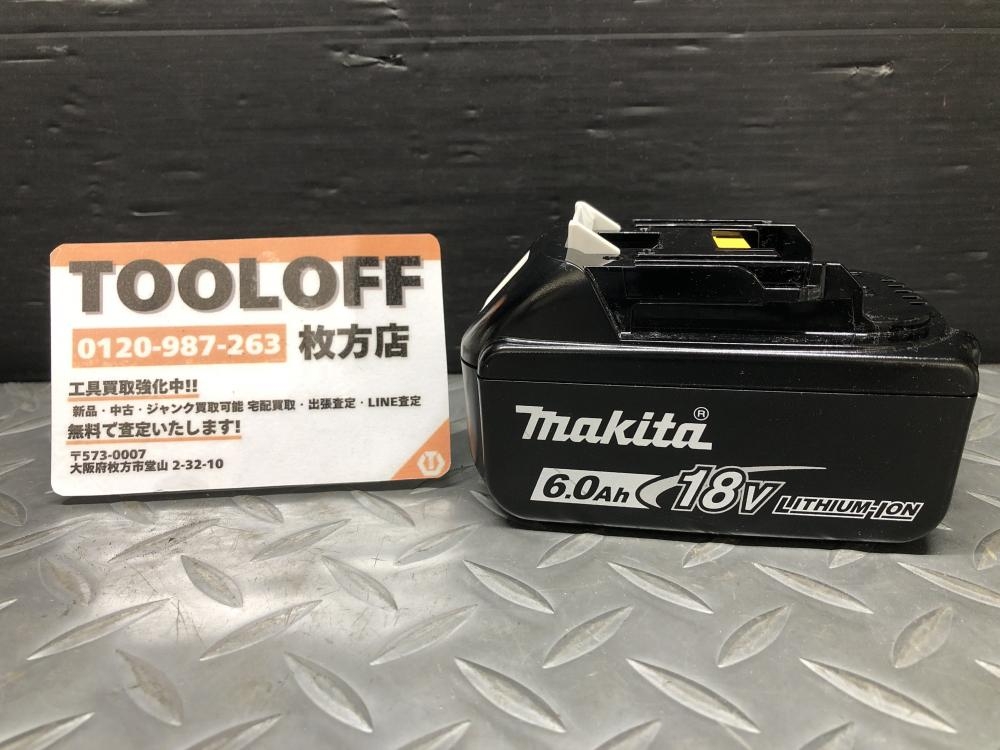 TOOLOFF
0120-987-263 枚方店
工具買取強化中!!
新品・中古・ジャンク買取可能 宅配買取・出張査定・LINE査定
無料で査定いたします!
〒573-0007
大阪府枚方市堂山 2-32-10
makita®
6.0Ah 18V LITHIUM-ION